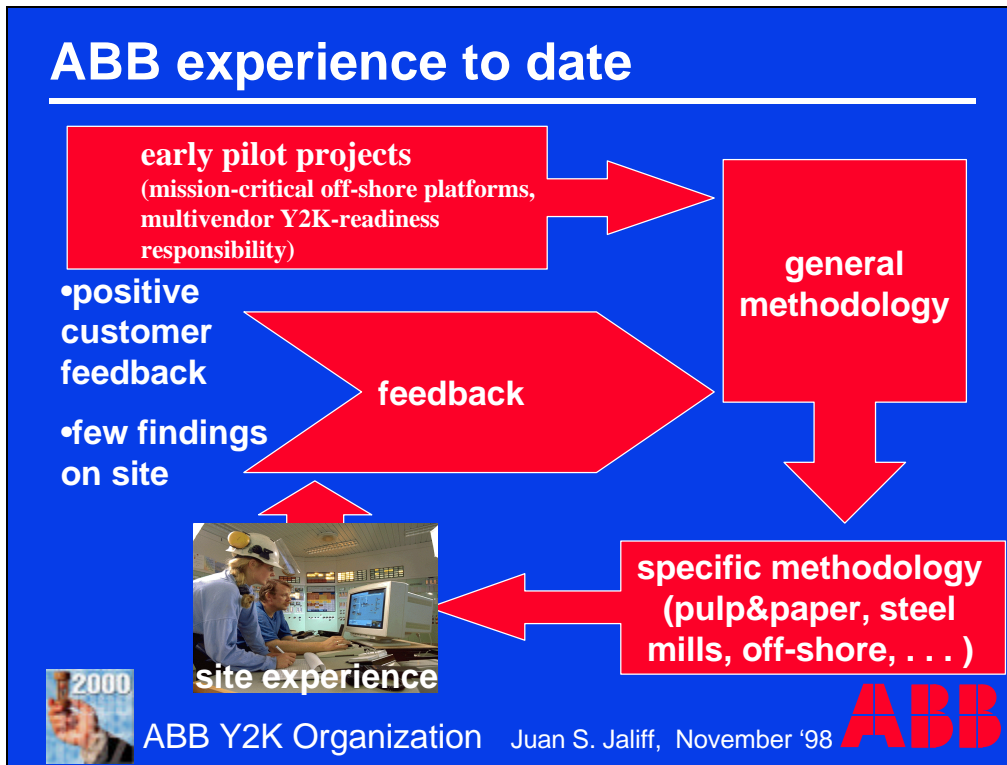 ABB experience to date
early pilot projects
(mission-critical off-shore platforms,
multivendor Y2K-readiness
responsibility)
general
methodology
•positive
customer
feedback
•few findings
on site
feedback
specific methodology
(pulp&paper, steel
mills, off-shore, . . . )
site experience
2000
ABB Y2K Organization Juan S. Jaliff, November ‘98
ABB